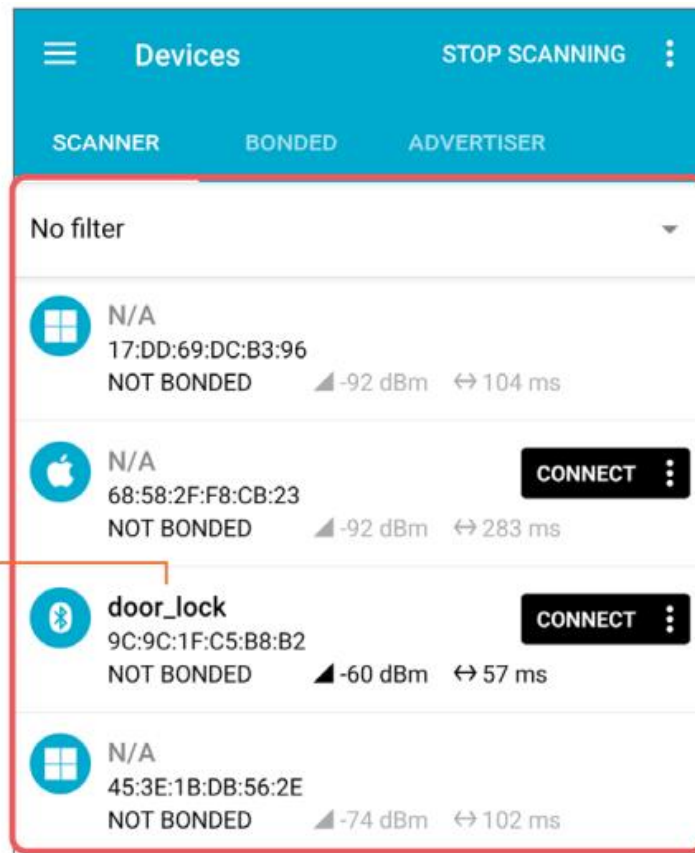 Devices STOP SCANNING
SCANNER BONDED ADVERTISER
No filter
N/A
17:DD:69:DC:B3:96
NOT BONDED -92 dBm 104 ms
N/A CONNECT
68:58:2F:F8:CB:23
NOT BONDED -92 dBm 283 ms
door_lock CONNECT
9C:9C:1F:C5:B8:B2
NOT BONDED -60 dBm 57 ms
N/A
45:3E:1B:DB:56:2E
NOT BONDED -74 dBm 102 ms